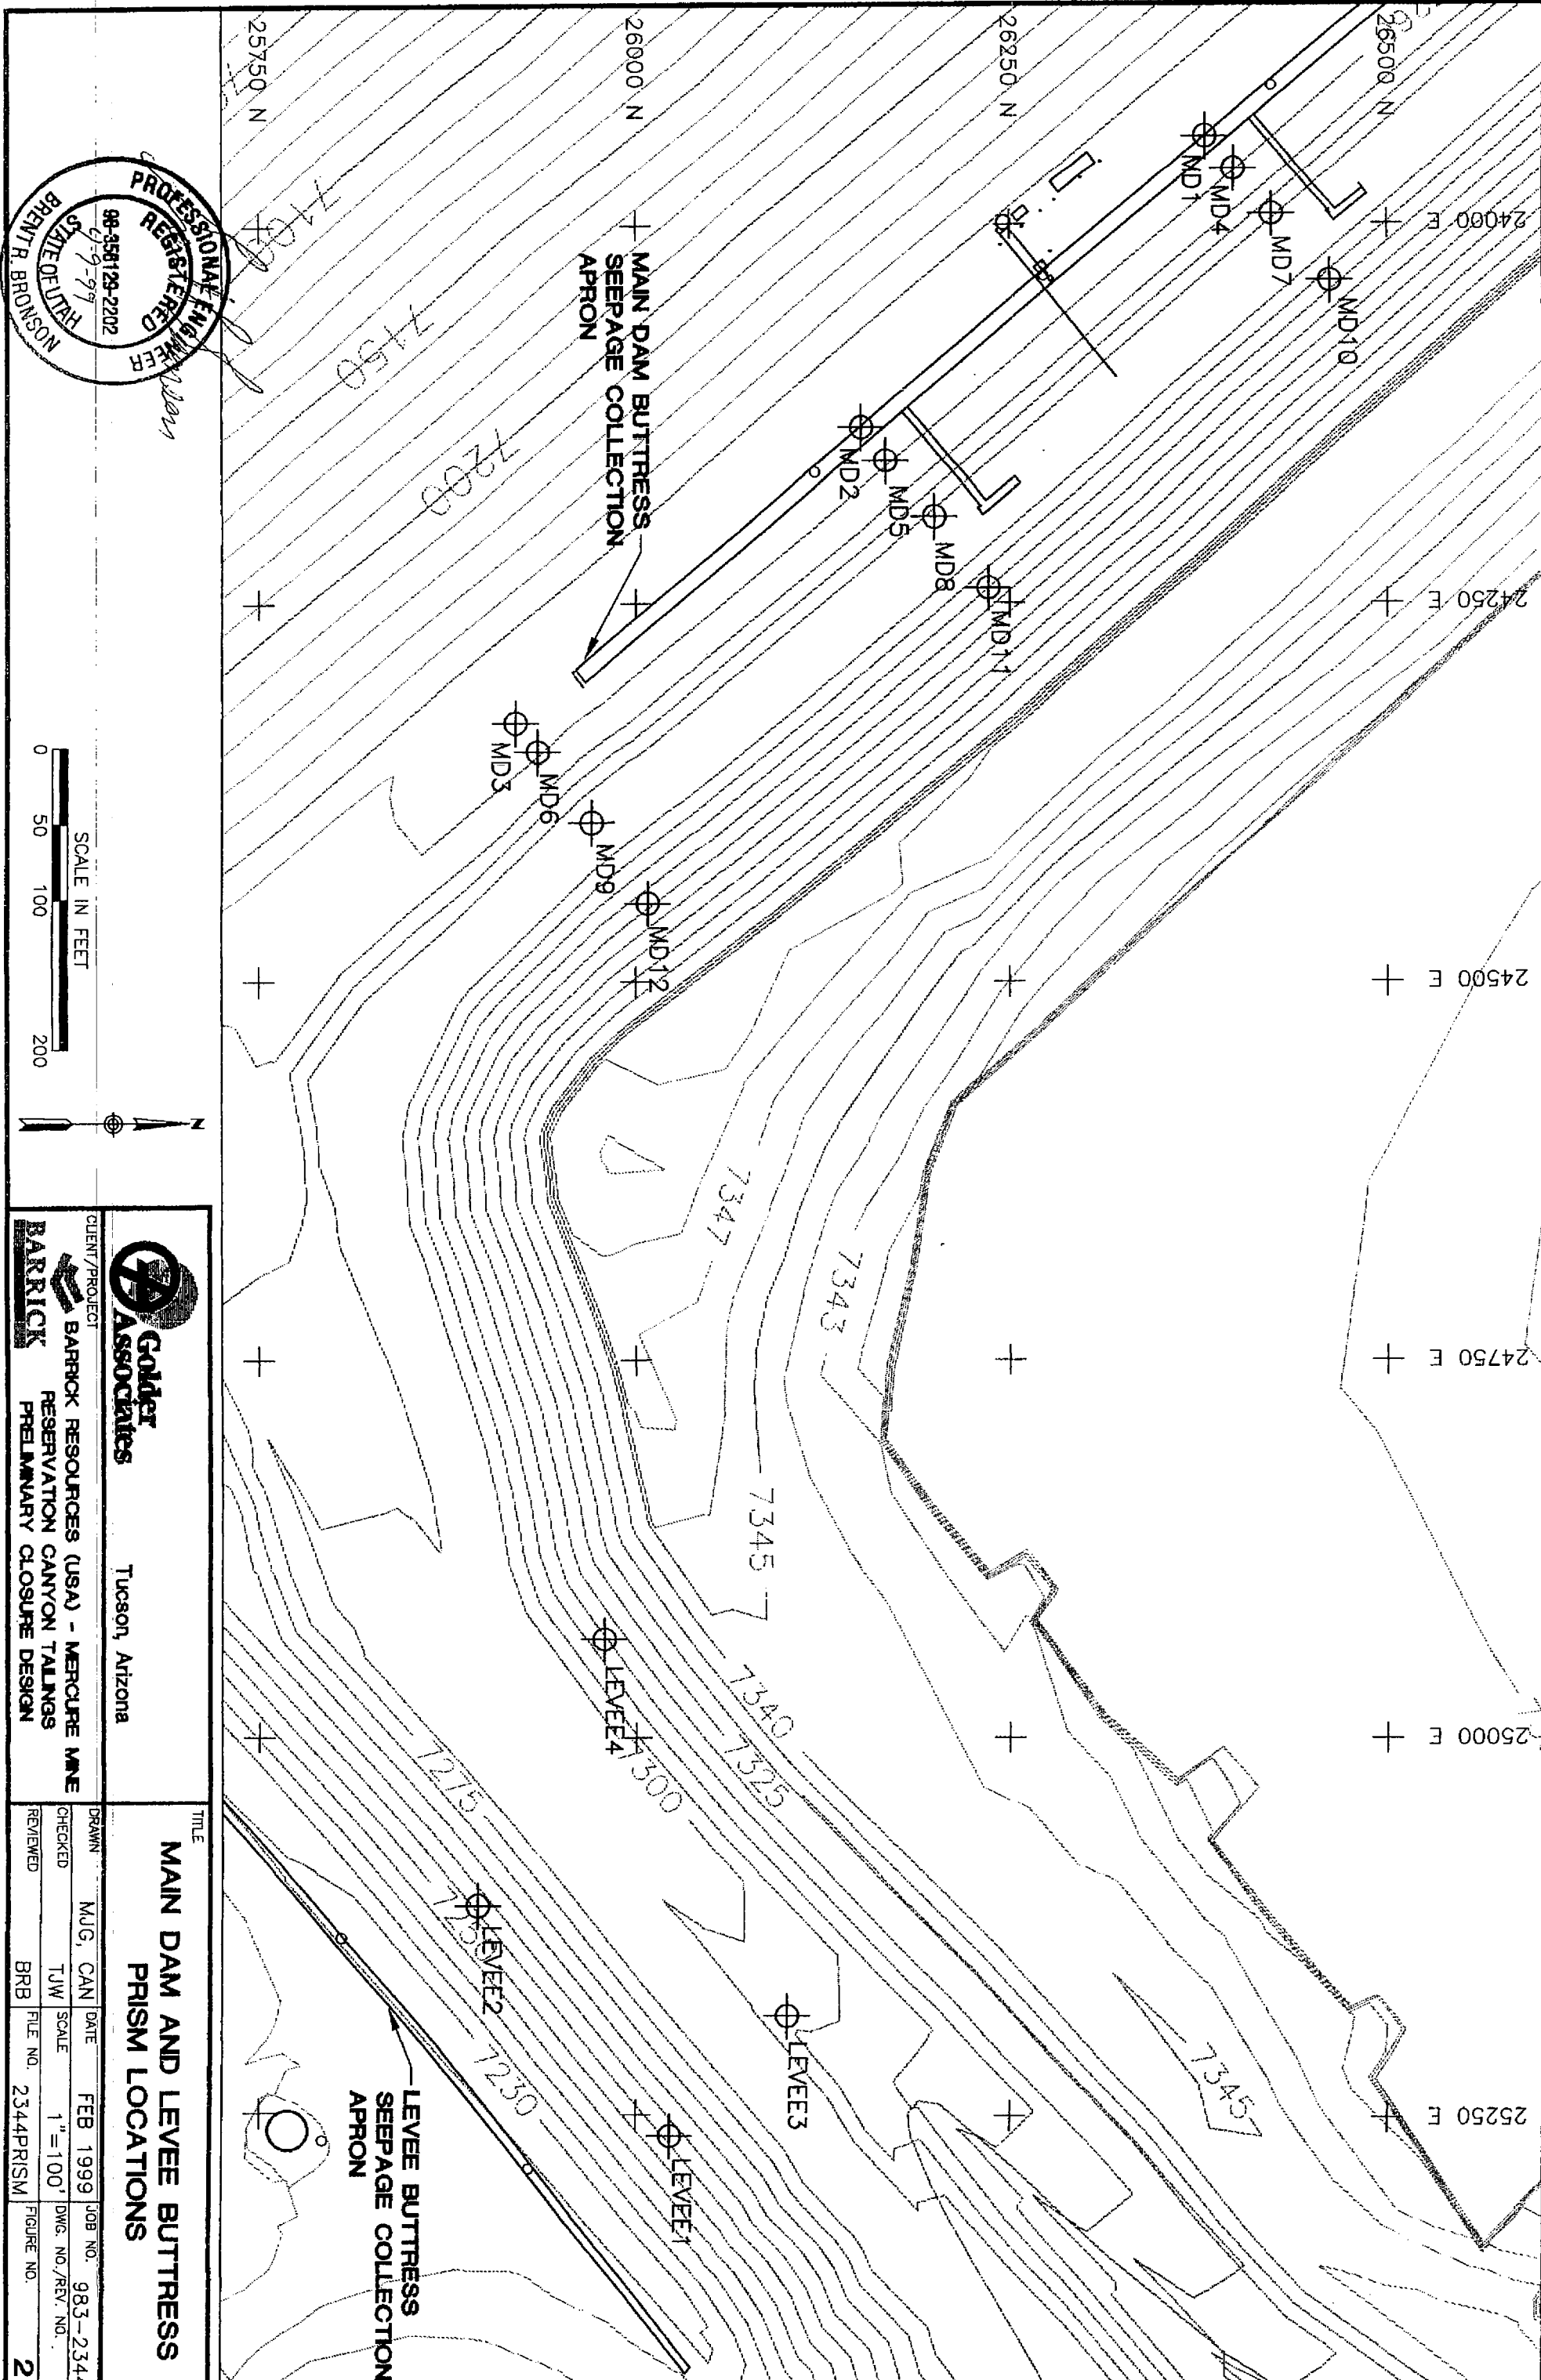 24000 E
24250 E
24500 E
24750 E
25000 E
25250 E
26500 N
26250 N
26000 N
25750 N
MD1
MD4
MD7
MD10
MD2
MD5
MD8
MD11
MD3
MD6
MD9
MD12
MAIN DAM BUTTRESS
SEEPAGE COLLECTION
APRON
7100
7150
7200
7347
7343
7345
7340
7325
7300
7275
7250
7230
7345
LEVEE4
LEVEE2
LEVEE3
LEVEE1
LEVEE BUTTRESS
SEEPAGE COLLECTION
APRON
PROFESSIONAL ENGINEER
REGISTERED
96-358129-2202
STATE OF UTAH
BRENT R. BRONSON
SCALE IN FEET
0 50 100 200
N
Golder
Associates
Tucson, Arizona
CLIENT/PROJECT
BARRICK
BARRICK RESOURCES (USA) - MERCURE MINE
RESERVATION CANYON TAILINGS
PRELIMINARY CLOSURE DESIGN
TITLE
MAIN DAM AND LEVEE BUTTRESS
PRISM LOCATIONS
DRAWN MJG, CAN DATE FEB 1999 JOB NO. 983-2344
CHECKED TJW SCALE 1"=100' DWG. NO./REV. NO.
REVIEWED BRB FILE NO. 2344PRISM FIGURE NO. 2